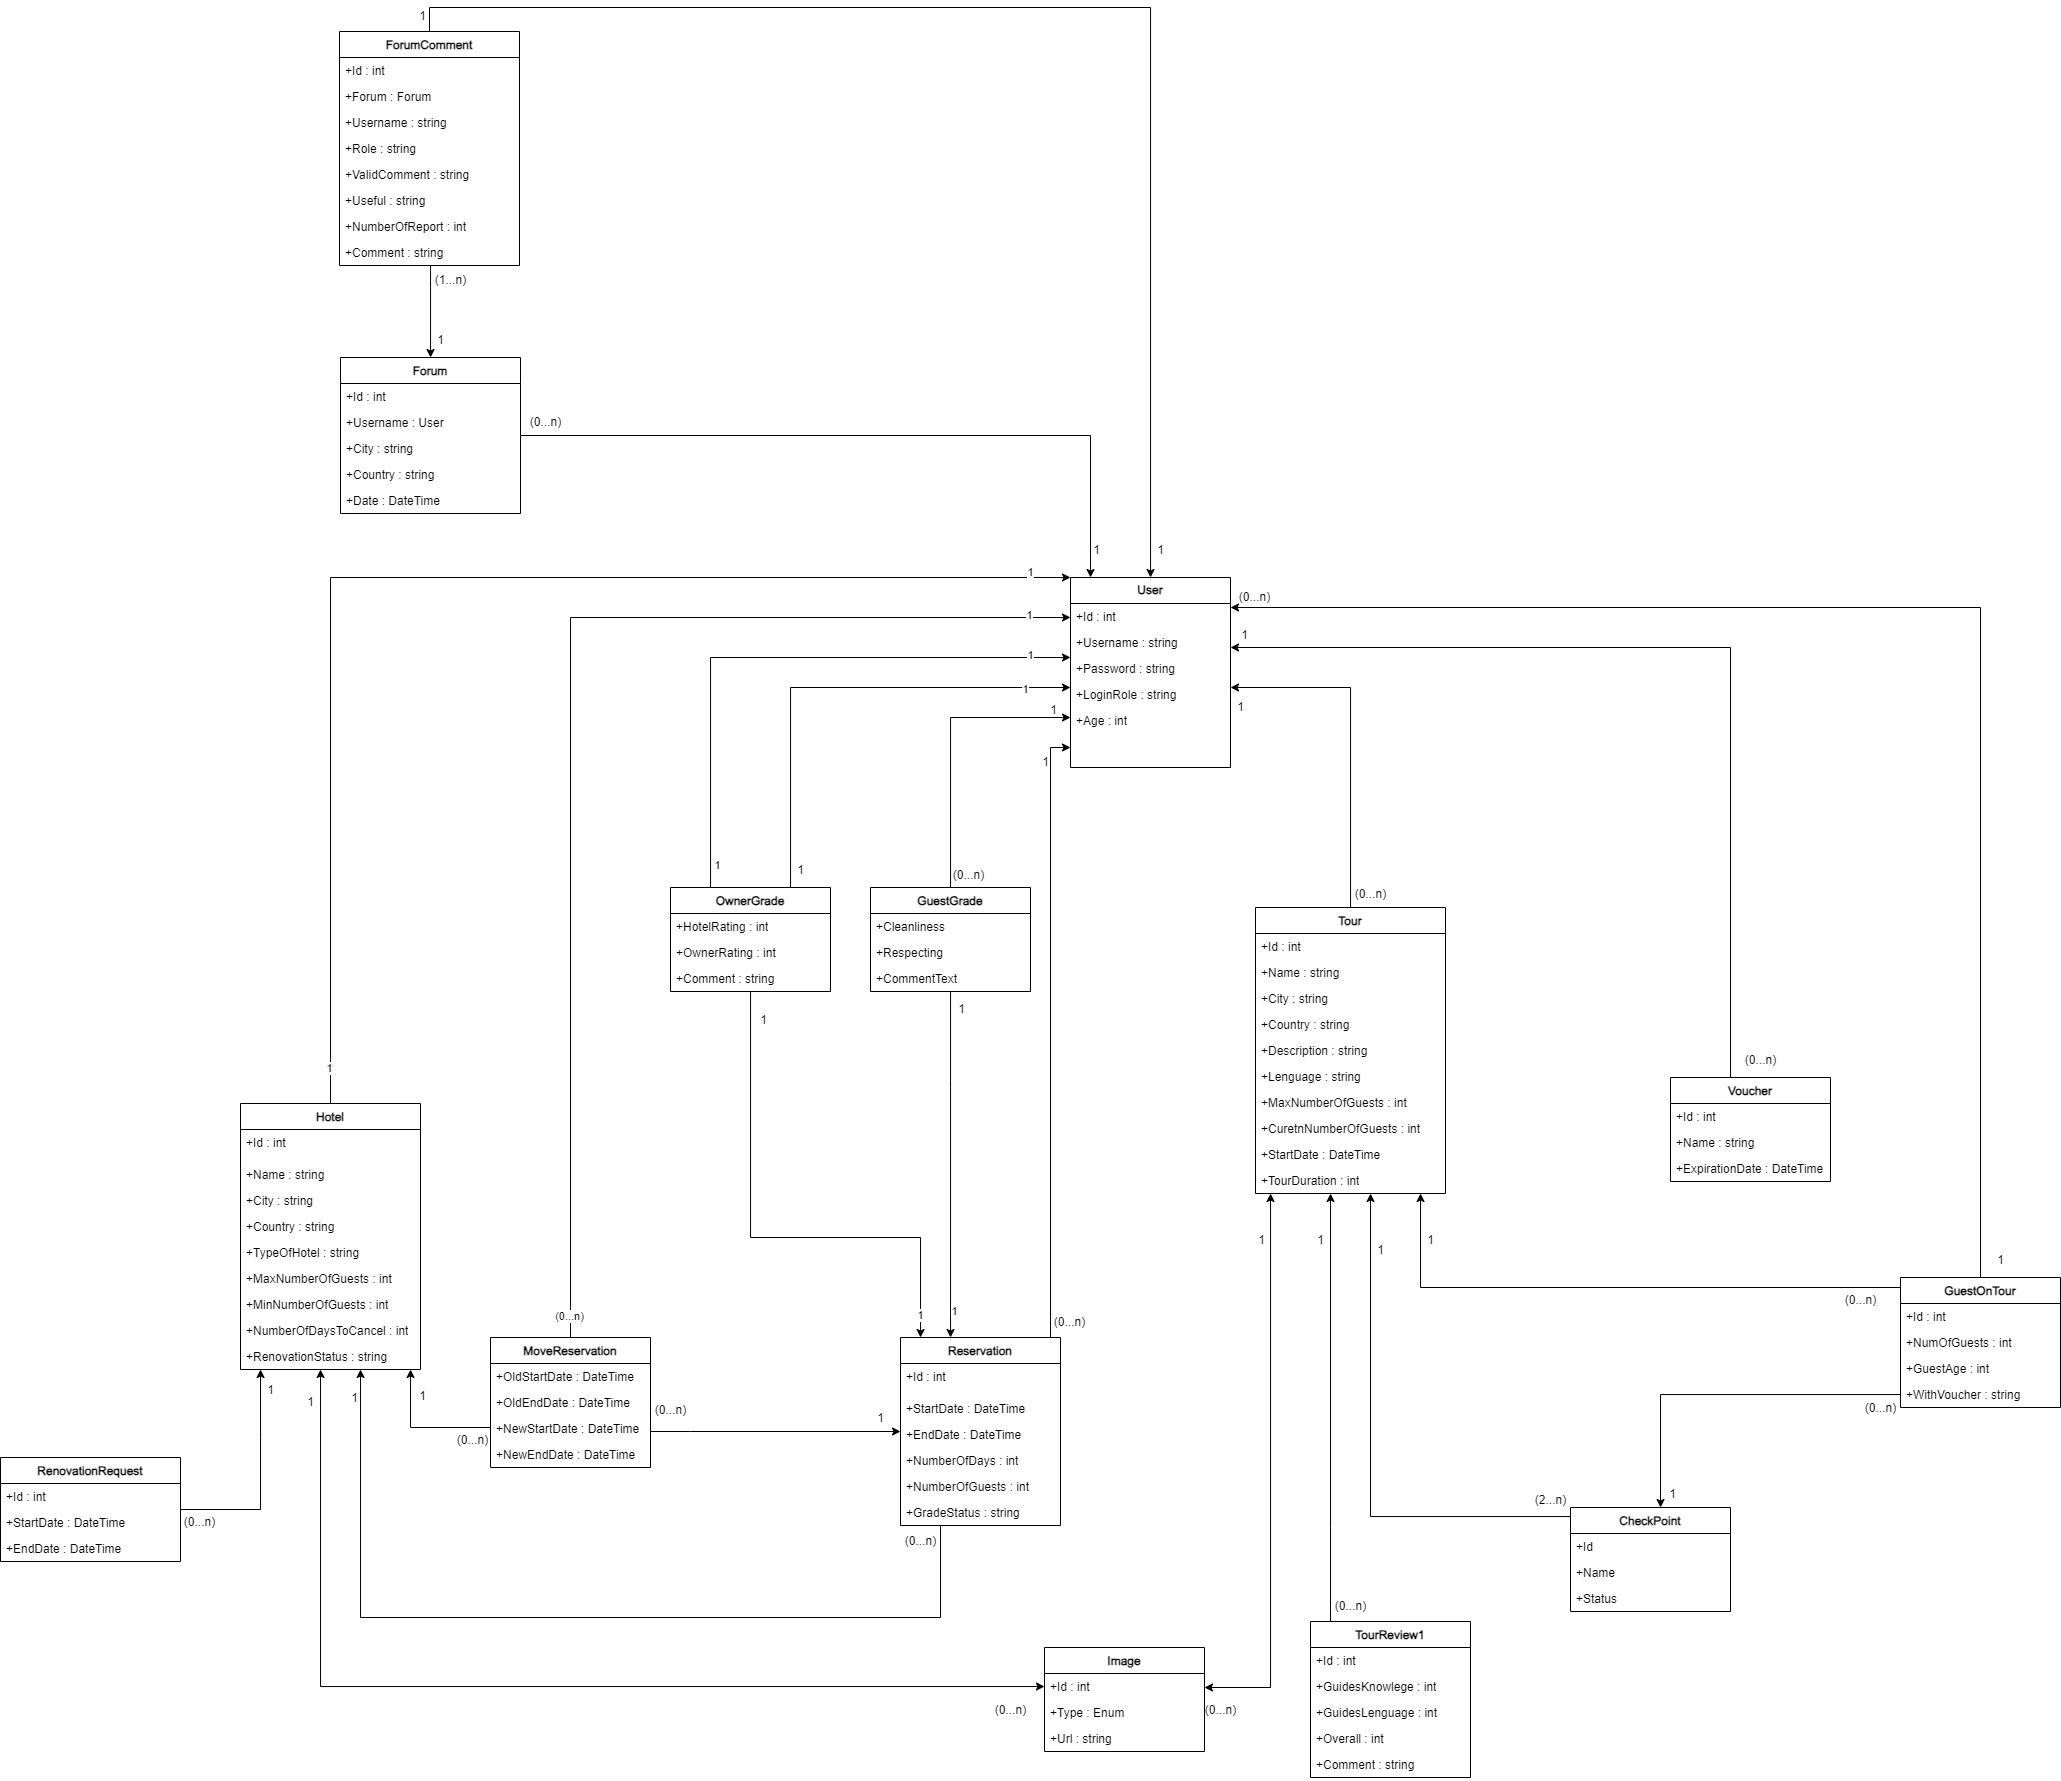 1
ForumComment
+Id : int
+Forum : Forum
+Username : string
+Role : string
+ValidComment : string
+Useful : string
+NumberOfReport : int
+Comment : string
(1...n)
1
Forum
+Id : int
+Username : User
+City : string
+Country : string
+Date : DateTime
(0...n)
1
1
1
1
1
1
1
1
(0...n)
1
1
User
+Id : int
+Username : string
+Password : string
+LoginRole : string
+Age : int
1
1
(0...n)
OwnerGrade
+HotelRating : int
+OwnerRating : int
+Comment : string
1
GuestGrade
+Cleanliness
+Respecting
+CommentText
1
(0...n)
Tour
+Id : int
+Name : string
+City : string
+Country : string
+Description : string
+Lenguage : string
+MaxNumberOfGuests : int
+CuretnNumberOfGuests : int
+StartDate : DateTime
+TourDuration : int
(0...n)
Voucher
+Id : int
+Name : string
+ExpirationDate : DateTime
1
Hotel
+Id : int
+Name : string
+City : string
+Country : string
+TypeOfHotel : string
+MaxNumberOfGuests : int
+MinNumberOfGuests : int
+NumberOfDaysToCancel : int
+RenovationStatus : string
1
1
1
1
(0...n)
MoveReservation
+OldStartDate : DateTime
+OldEndDate : DateTime
+NewStartDate : DateTime
+NewEndDate : DateTime
(0...n)
(0...n)
1
1
1
(0...n)
Reservation
+Id : int
+StartDate : DateTime
+EndDate : DateTime
+NumberOfDays : int
+NumberOfGuests : int
+GradeStatus : string
(0...n)
1
1
1
1
1
GuestOnTour
+Id : int
+NumOfGuests : int
+GuestAge : int
+WithVoucher : string
(0...n)
(0...n)
RenovationRequest
+Id : int
+StartDate : DateTime
+EndDate : DateTime
(0...n)
(2...n)
1
CheckPoint
+Id
+Name
+Status
(0...n)
TourReview1
+Id : int
+GuidesKnowlege : int
+GuidesLenguage : int
+Overall : int
+Comment : string
Image
+Id : int
+Type : Enum
+Url : string
(0...n)
(0...n)